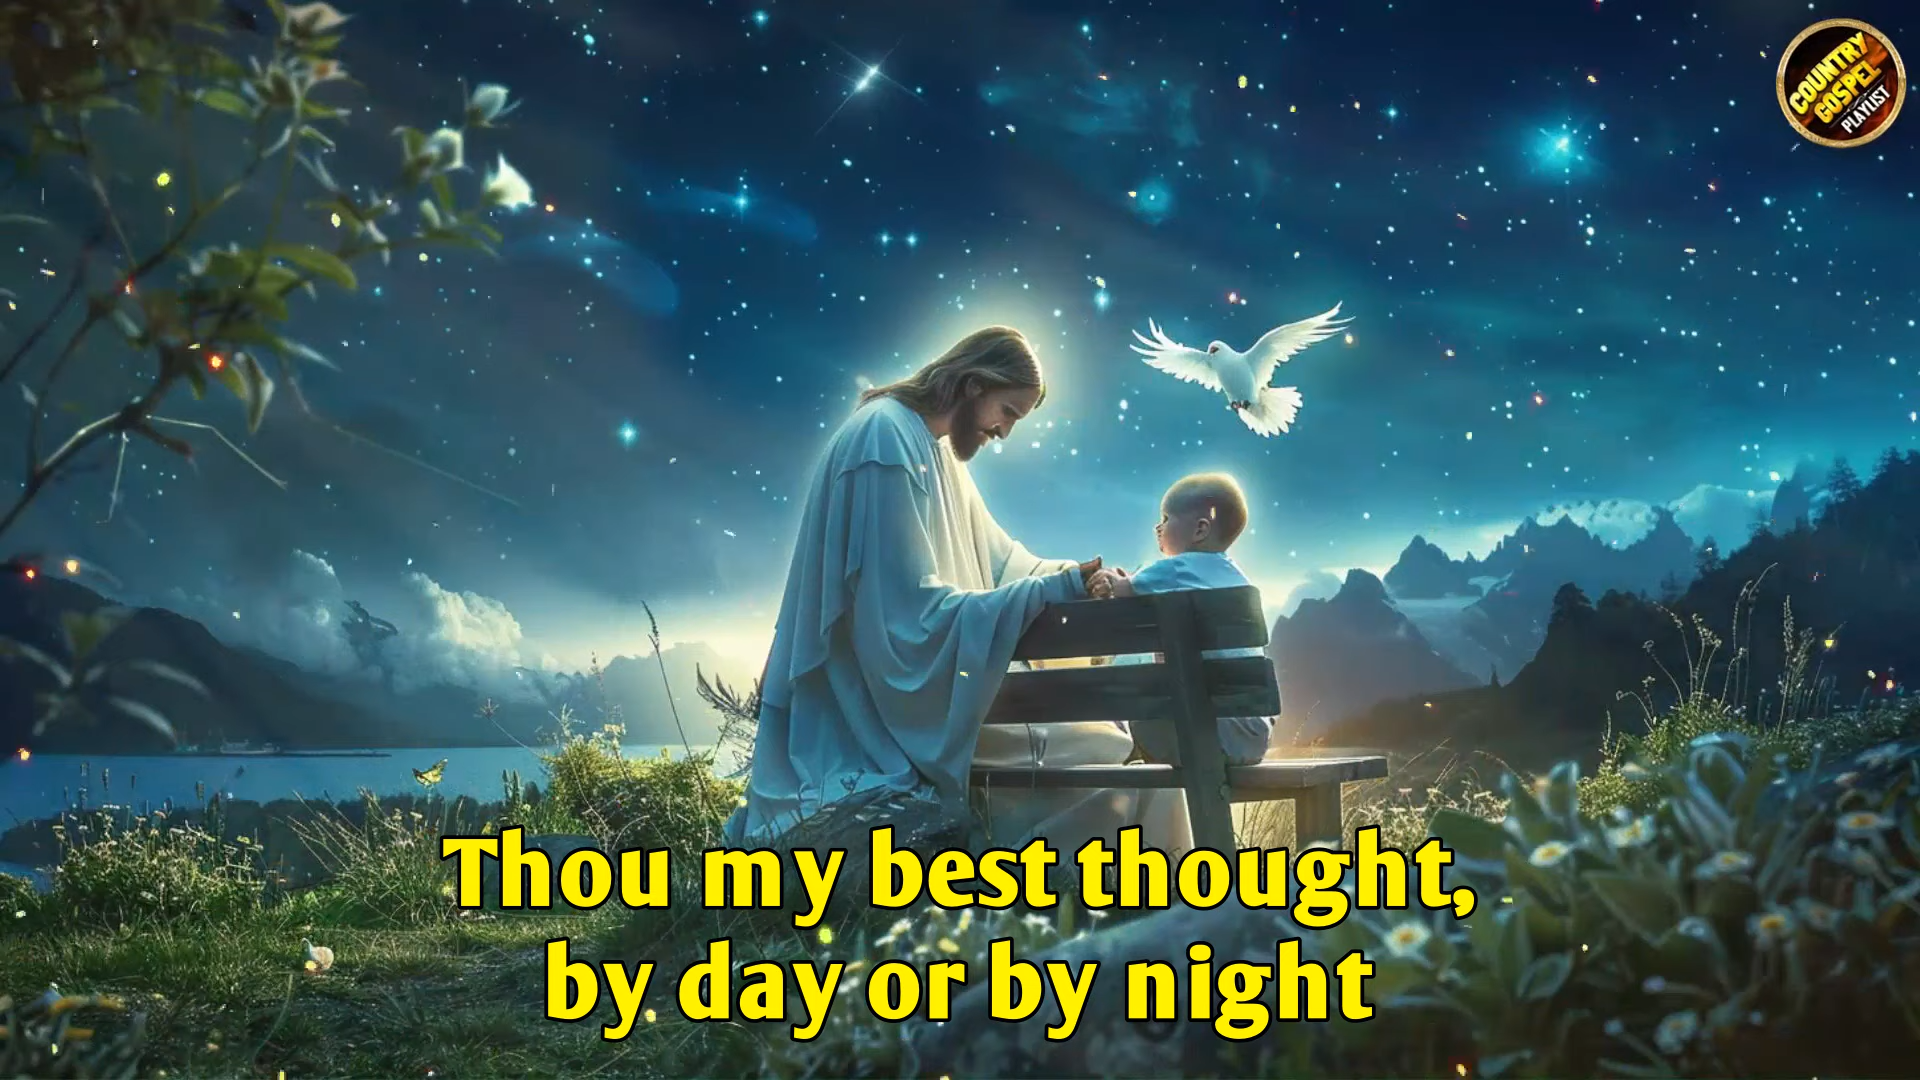 COUNTRY
GOSPEL
PLAYLIST
Thou my best thought,
by day or by night